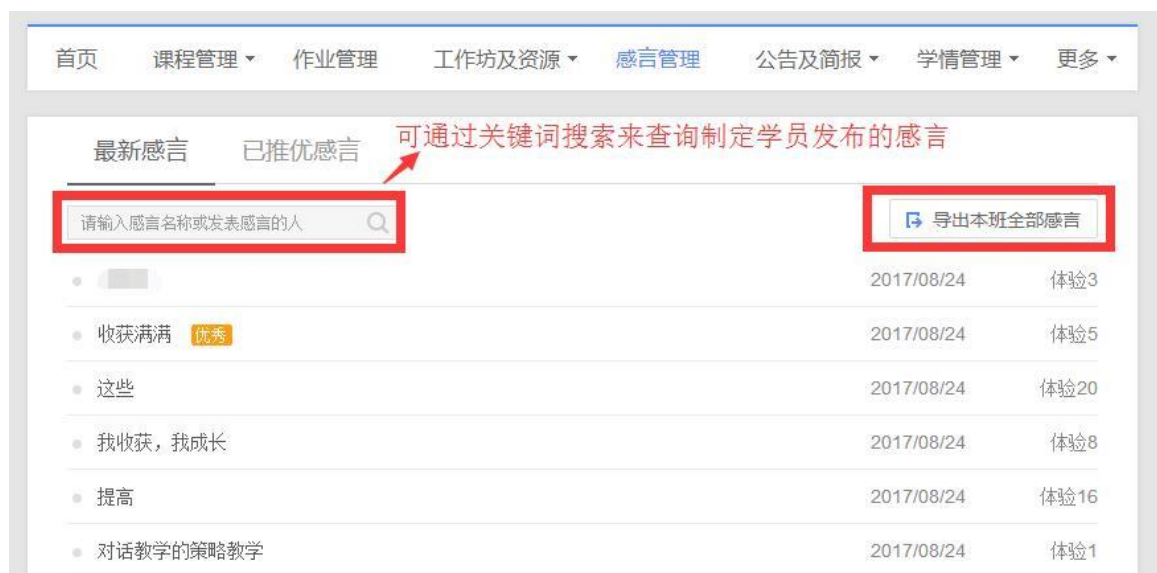 首页 课程管理 作业管理 工作坊及资源 感言管理 公告及简报 学情管理 更多
最新感言 已推优感言 可通过关键词搜索来查询制定学员发布的感言
请输入感言名称或发表感言的人 导出本班全部感言
2017/08/24 体验3
收获满满 优秀 2017/08/24 体验5
这些 2017/08/24 体验20
我收获，我成长 2017/08/24 体验8
提高 2017/08/24 体验16
对话教学的策略教学 2017/08/24 体验1